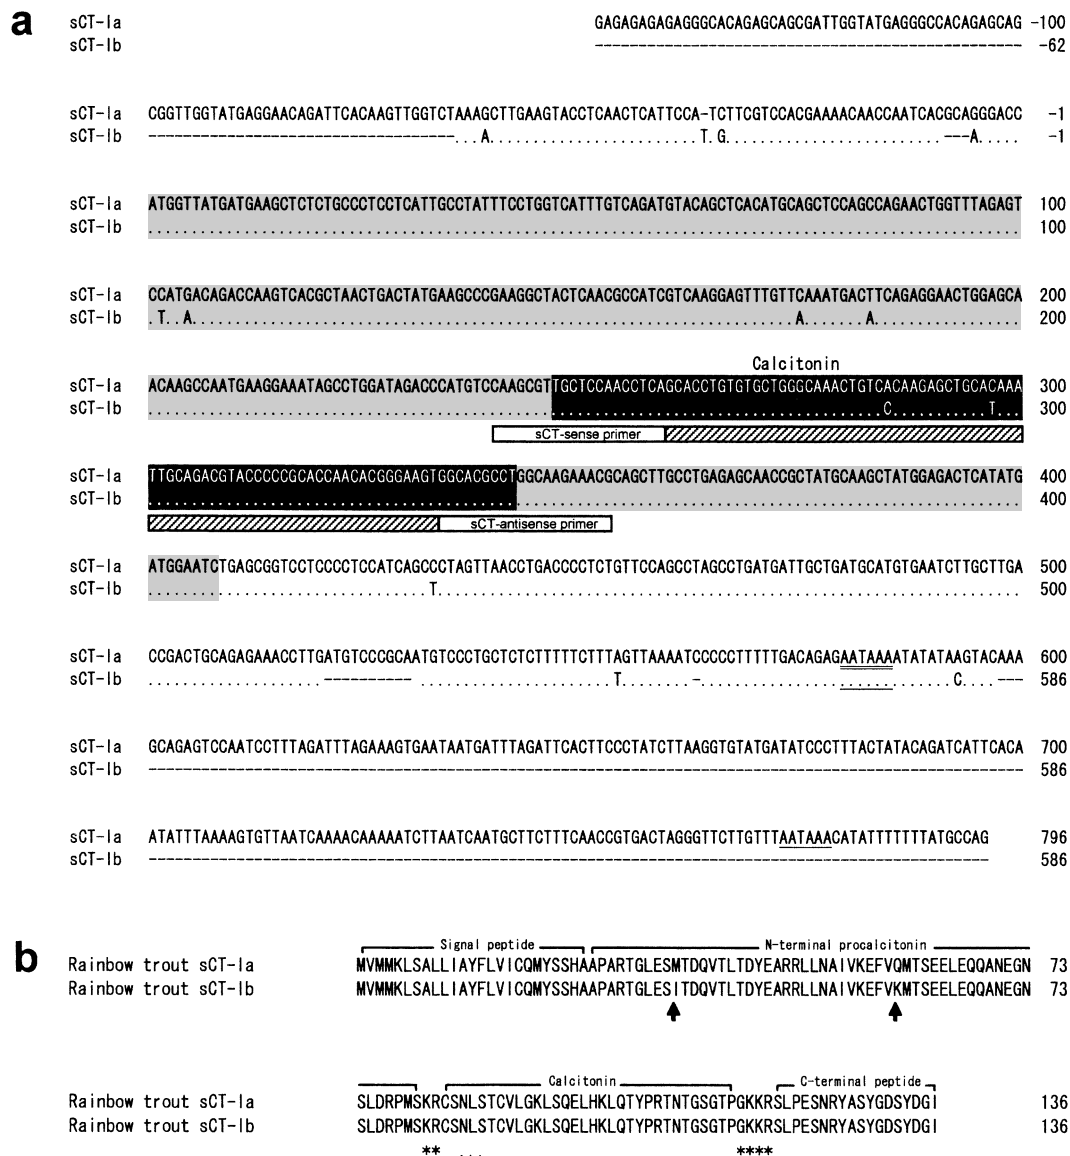 a
sCT-Ia GAGAGAGAGAGGGCACAGAGCAGCGATTGGTATGAGGGCCACAGAGCAG -100
sCT-Ib ------------------------------------------------- -62
sCT-Ia CGGTTGGTATGAGGAACAGATTCACAAGTTGGTCTAAAGCTTGAAGTACCTCAACTCATTCCA-TCTTCGTCCACGAAAACAACCAATCACGCAGGGACC -1
sCT-Ib -----------------------------------...A........................T.G.........................---A..... -1
sCT-Ia ATGGTTATGATGAAGCTCTCTGCCCTCCTCATTGCCTATTTCCTGGTCATTTGTCAGATGTACAGCTCACATGCAGCTCCAGCCAGAACTGGTTTAGAGT 100
sCT-Ib .................................................................................................... 100
sCT-Ia CCATGACAGACCAAGTCACGCTAACTGACTATGAAGCCCGAAGGCTACTCAACGCCATCGTCAAGGAGTTTGTTCAAATGACTTCAGAGGAACTGGAGCA 200
sCT-Ib .T..A.....................................................................A.......A................. 200
Calcitonin
sCT-Ia ACAAGCCAATGAAGGAAATAGCCTGGATAGACCCATGTCCAAGCGTTGCTCCAACCTCAGCACCTGTGTGCTGGGCAAACTGTCACAAGAGCTGCACAAA 300
sCT-Ib ....................................................................................C...........T... 300
sCT-sense primer
sCT-Ia TTGCAGACGTACCCCCGCACCAACACGGGAAGTGGCACGCCTGGCAAGAAACGCAGCTTGCCTGAGAGCAACCGCTATGCAAGCTATGGAGACTCATATG 400
sCT-Ib .................................................................................................... 400
sCT-antisense primer
sCT-Ia ATGGAATCTGAGCGGTCCTCCCCTCCATCAGCCCTAGTTAACCTGACCCCTCTGTTCCAGCCTAGCCTGATGATTGCTGATGCATGTGAATCTTGCTTGA 500
sCT-Ib ................................T................................................................... 500
sCT-Ia CCGACTGCAGAGAAACCTTGATGTCCCGCAATGTCCCTGCTCTCTTTTTCTTTAGTTAAAATCCCCCTTTTTGACAGAGAATAAAATATATAAGTACAAA 600
sCT-Ib ....................----------.......................T........-.............................C....--- 586
sCT-Ia GCAGAGTCCAATCCTTTAGATTTAGAAAGTGAATAATGATTTAGATTCACTTCCCTATCTTAAGGTGTATGATATCCCTTTACTATACAGATCATTCACA 700
sCT-Ib ---------------------------------------------------------------------------------------------------- 586
sCT-Ia ATATTTAAAAGTGTTAATCAAAACAAAAATCTTAATCAATGCTTCTTTCAACCGTGACTAGGGTTCTTGTTTAATAAACATATTTTTTTATGCCAG 796
sCT-Ib ------------------------------------------------------------------------------------------------ 586
b
Signal peptide N-terminal procalcitonin
Rainbow trout sCT-Ia MVMMKLSALLIAYFLVICQMYSSHAAPARTGLESMTDQVTLTDYEARRLLNAIVKEFVQMTSEELEQQANEGN 73
Rainbow trout sCT-Ib MVMMKLSALLIAYFLVICQMYSSHAAPARTGLESITDQVTLTDYEARRLLNAIVKEFVKMTSEELEQQANEGN 73
Calcitonin C-terminal peptide
Rainbow trout sCT-Ia SLDRPMSKRCSNLSTCVLGKLSQELHKLQTYPRTNTGSGTPGKKRSLPESNRYASYGDSYDGI 136
Rainbow trout sCT-Ib SLDRPMSKRCSNLSTCVLGKLSQELHKLQTYPRTNTGSGTPGKKRSLPESNRYASYGDSYDGI 136
** ... ****